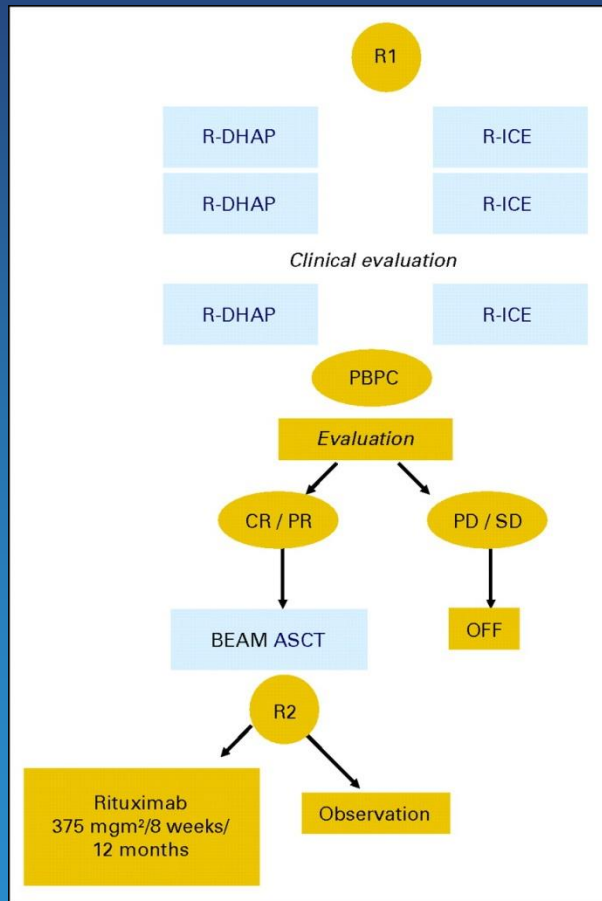 R1
R-DHAP
R-ICE
R-DHAP
R-ICE
Clinical evaluation
R-DHAP
R-ICE
PBPC
Evaluation
CR / PR
PD / SD
BEAM ASCT
OFF
R2
Rituximab
375 mgm²/8 weeks/
12 months
Observation